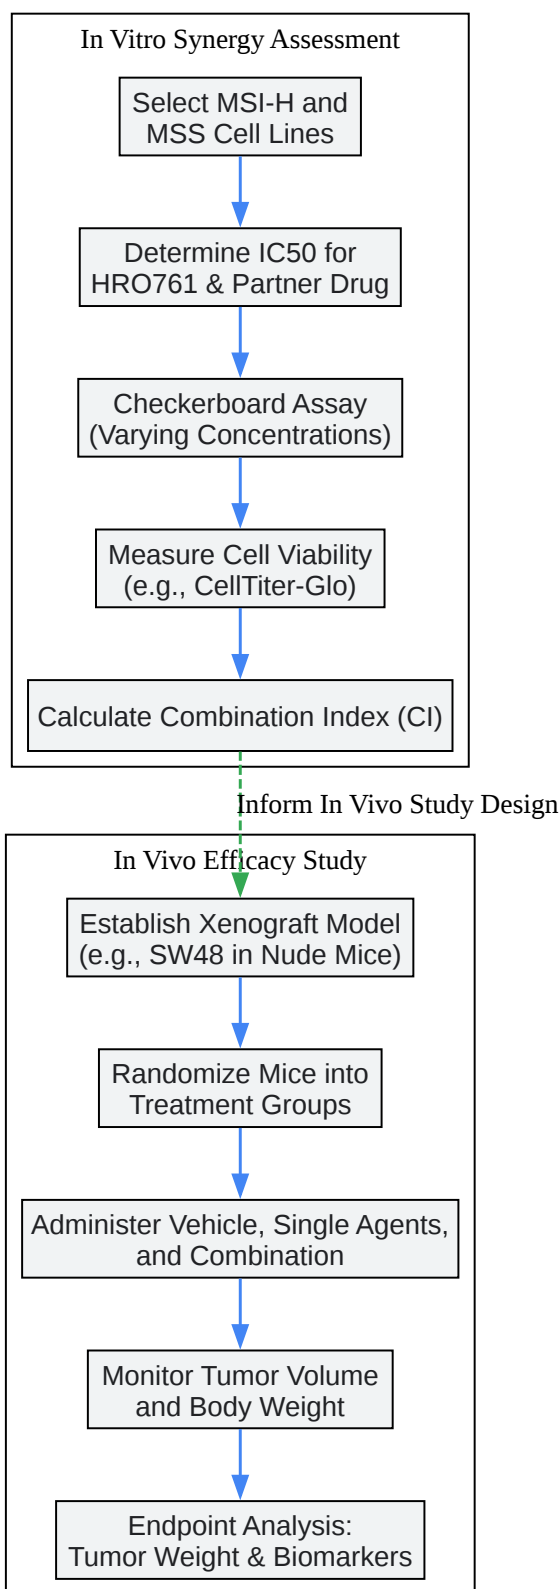 In Vitro Synergy Assessment
Select MSI-H and
MSS Cell Lines
Determine IC50 for
HRO761 & Partner Drug
Checkerboard Assay
(Varying Concentrations)
Measure Cell Viability
(e.g., CellTiter-Glo)
Calculate Combination Index (CI)
Inform In Vivo Study Design
In Vivo Efficacy Study
Establish Xenograft Model
(e.g., SW48 in Nude Mice)
Randomize Mice into
Treatment Groups
Administer Vehicle, Single Agents,
and Combination
Monitor Tumor Volume
and Body Weight
Endpoint Analysis:
Tumor Weight & Biomarkers